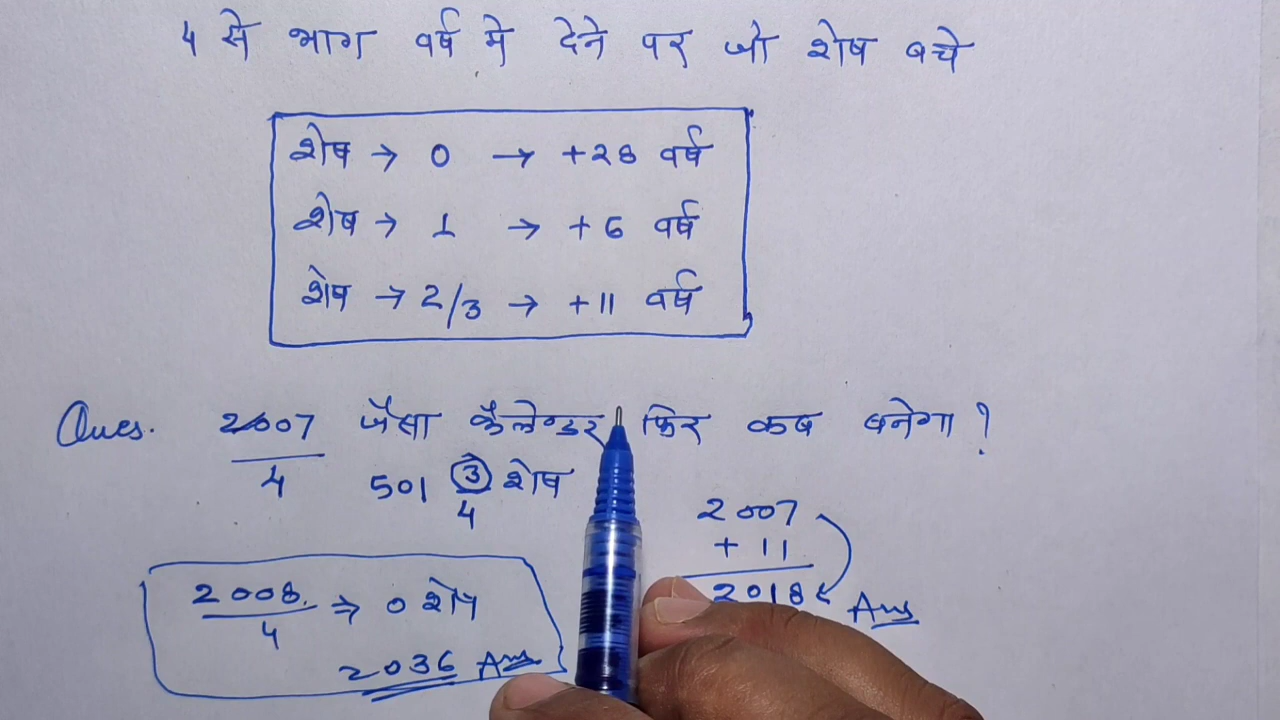 4 से भाग वर्ष मे देने पर जो शेष बचे
शेष → 0 → +28 वर्ष
शेष → 1 → +6 वर्ष
शेष → 2/3 → +11 वर्ष
Ques. 2007/4 जैसा कैलेण्डर फिर कब बनेगा ?
501 3/4 शेष
2007
+ 11
2018 Ans
2008/4 ⇒ 0 शेष
2036 Ans